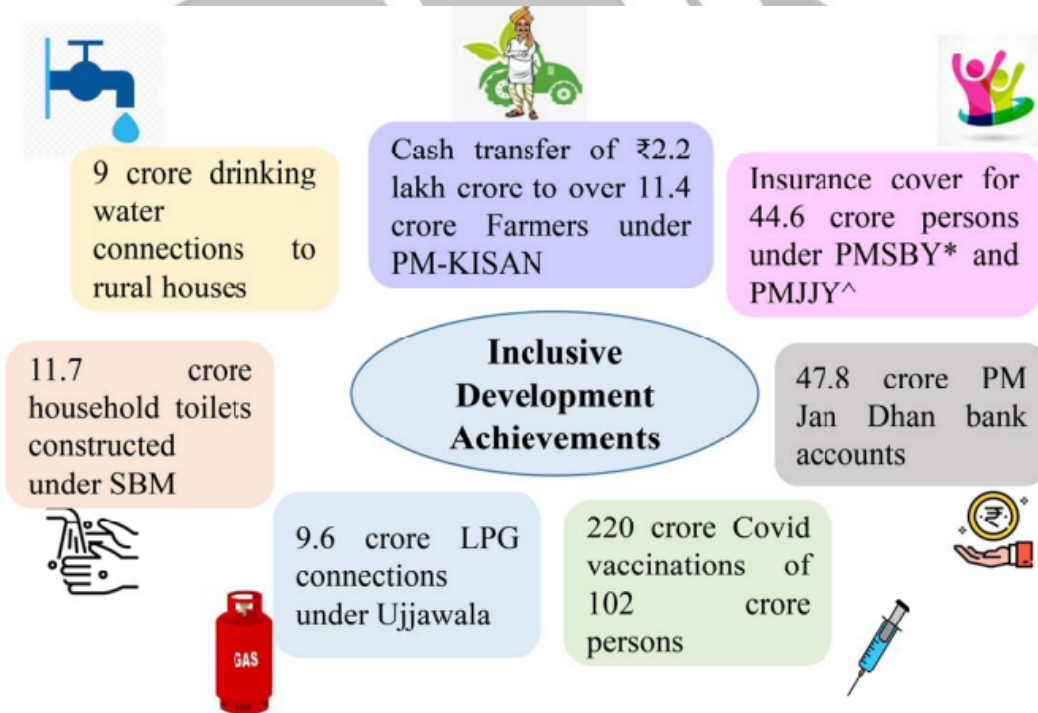 9 crore drinking
water
connections to
rural houses
Cash transfer of ₹2.2
lakh crore to over 11.4
crore Farmers under
PM-KISAN
Insurance cover for
44.6 crore persons
under PMSBY* and
PMJJY^
11.7 crore
household toilets
constructed
under SBM
Inclusive
Development
Achievements
47.8 crore PM
Jan Dhan bank
accounts
9.6 crore LPG
connections
under Ujjawala
220 crore Covid
vaccinations of
102 crore
persons
GAS
₹